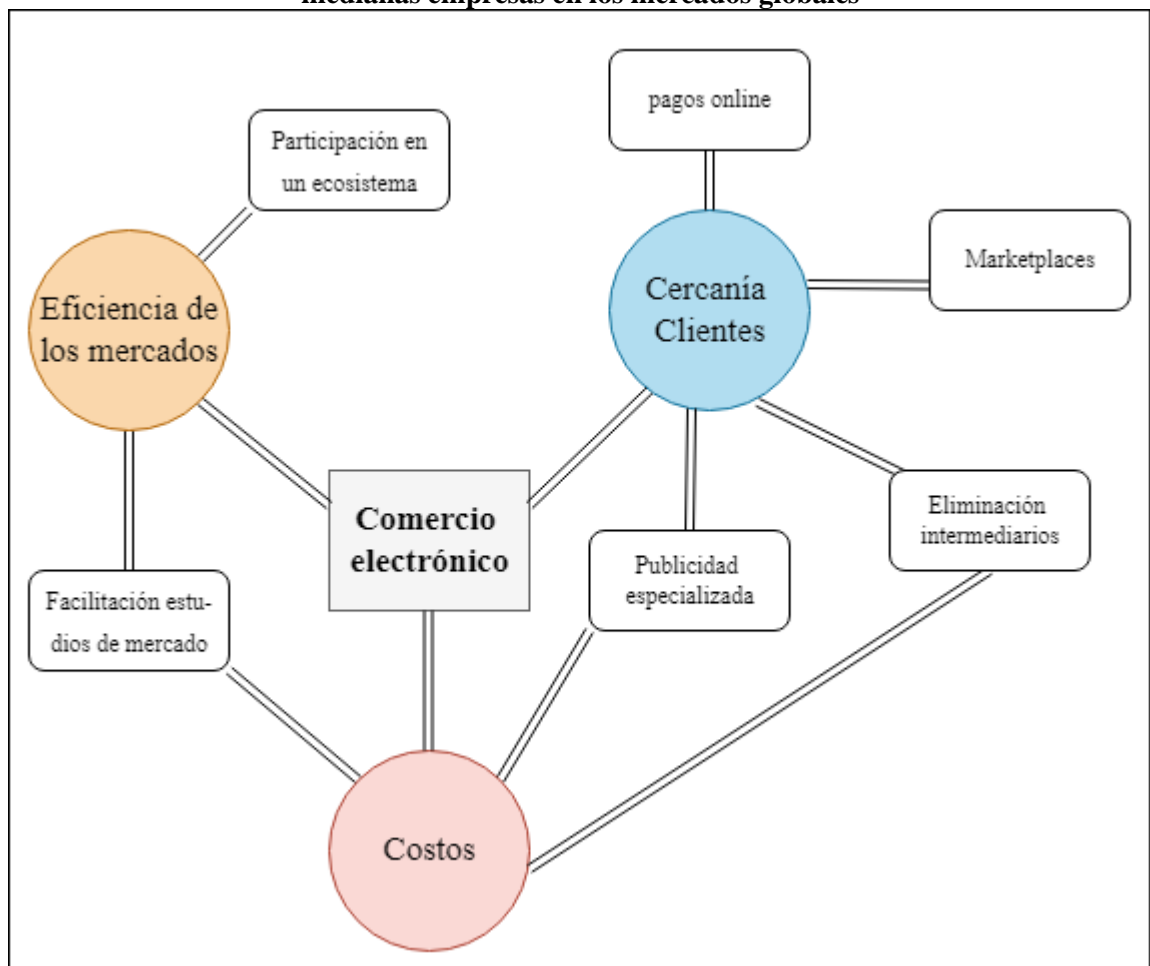 medianas empresas en los mercados globales
pagos online
Participación en
un ecosistema
Marketplaces
Cercanía
Clientes
Eficiencia de
los mercados
Comercio
electrónico
Eliminación
intermediarios
Publicidad
especializada
Facilitación estu-
dios de mercado
Costos